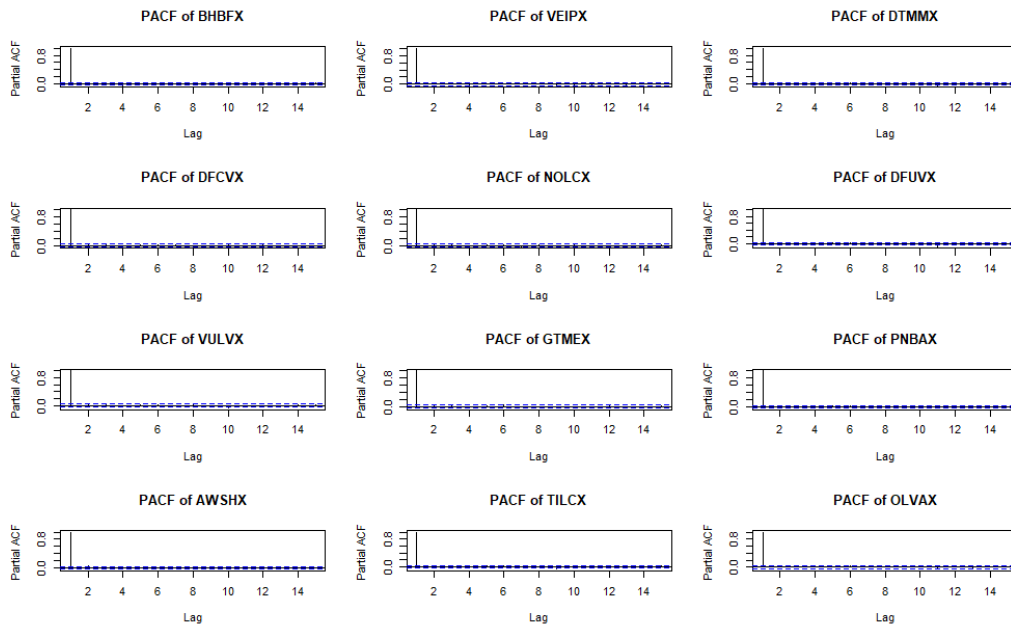 PACF of BHBFX PACF of VEIPX PACF of DTMMX
Partial ACF 0.0 0.8 Partial ACF 0.0 0.8 Partial ACF 0.0 0.8
2 4 6 8 10 12 14 2 4 6 8 10 12 14 2 4 6 8 10 12 14
Lag Lag Lag
PACF of DFCVX PACF of NOLCX PACF of DFUVX
Partial ACF 0.0 0.8 Partial ACF 0.0 0.8 Partial ACF 0.0 0.8
2 4 6 8 10 12 14 2 4 6 8 10 12 14 2 4 6 8 10 12 14
Lag Lag Lag
PACF of VULVX PACF of GTMEX PACF of PNBAX
Partial ACF 0.0 0.8 Partial ACF 0.0 0.8 Partial ACF 0.0 0.8
2 4 6 8 10 12 14 2 4 6 8 10 12 14 2 4 6 8 10 12 14
Lag Lag Lag
PACF of AWSHX PACF of TILCX PACF of OLVAX
Partial ACF 0.0 0.8 Partial ACF 0.0 0.8 Partial ACF 0.0 0.8
2 4 6 8 10 12 14 2 4 6 8 10 12 14 2 4 6 8 10 12 14
Lag Lag Lag